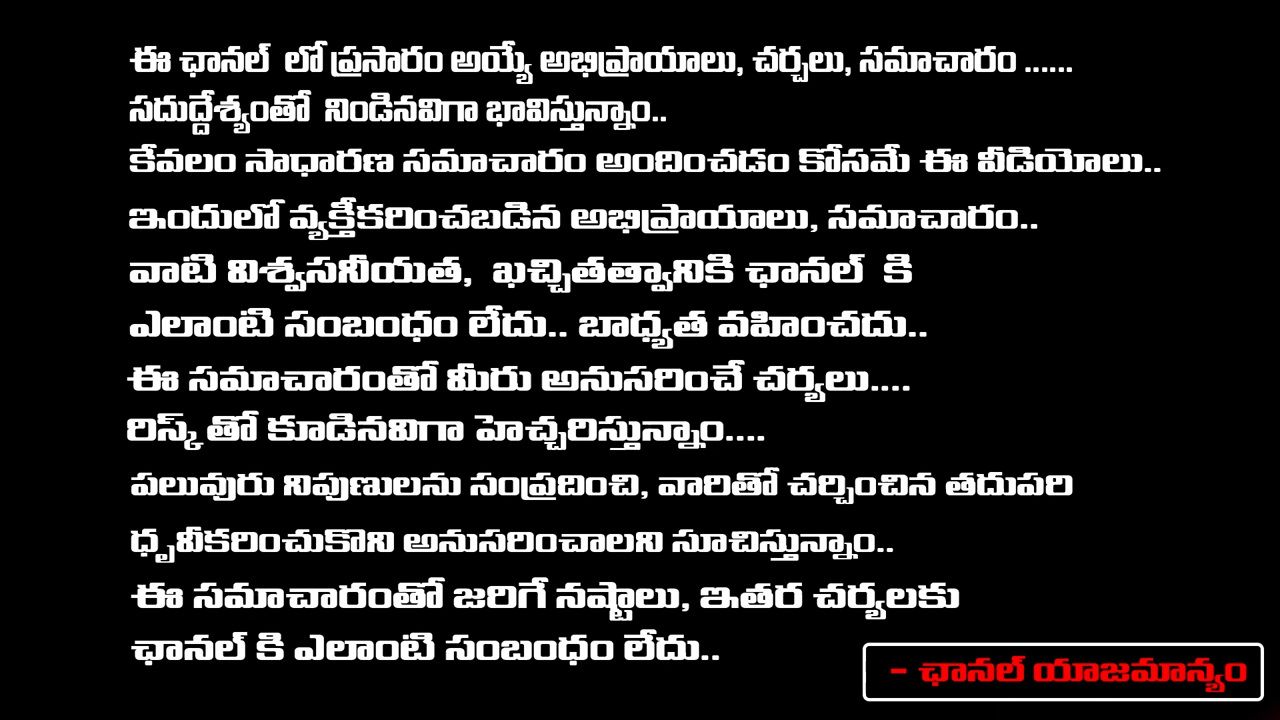 ఈ ఛానల్ లో ప్రసారం అయ్యే అభిప్రాయాలు, చర్చలు, సమాచారం ......
సదుద్దేశ్యంతో నిండినవిగా భావిస్తున్నాం..
కేవలం సాధారణ సమాచారం అందించడం కోసమే ఈ వీడియోలు..
ఇందులో వ్యక్తీకరించబడిన అభిప్రాయాలు, సమాచారం..
వాటి విశ్వసనీయత, ఖచ్చితత్వానికి ఛానల్ కి
ఎలాంటి సంబంధం లేదు.. బాధ్యత వహించదు..
ఈ సమాచారంతో మీరు అనుసరించే చర్యలు....
రిస్క్ తో కూడినవిగా హెచ్చరిస్తున్నాం....
పలువురు నిపుణులను సంప్రదించి, వారితో చర్చించిన తదుపరి
ధృవీకరించుకొని అనుసరించాలని సూచిస్తున్నాం..
ఈ సమాచారంతో జరిగే నష్టాలు, ఇతర చర్యలకు
ఛానల్ కి ఎలాంటి సంబంధం లేదు..
- ఛానల్ యాజమాన్యం